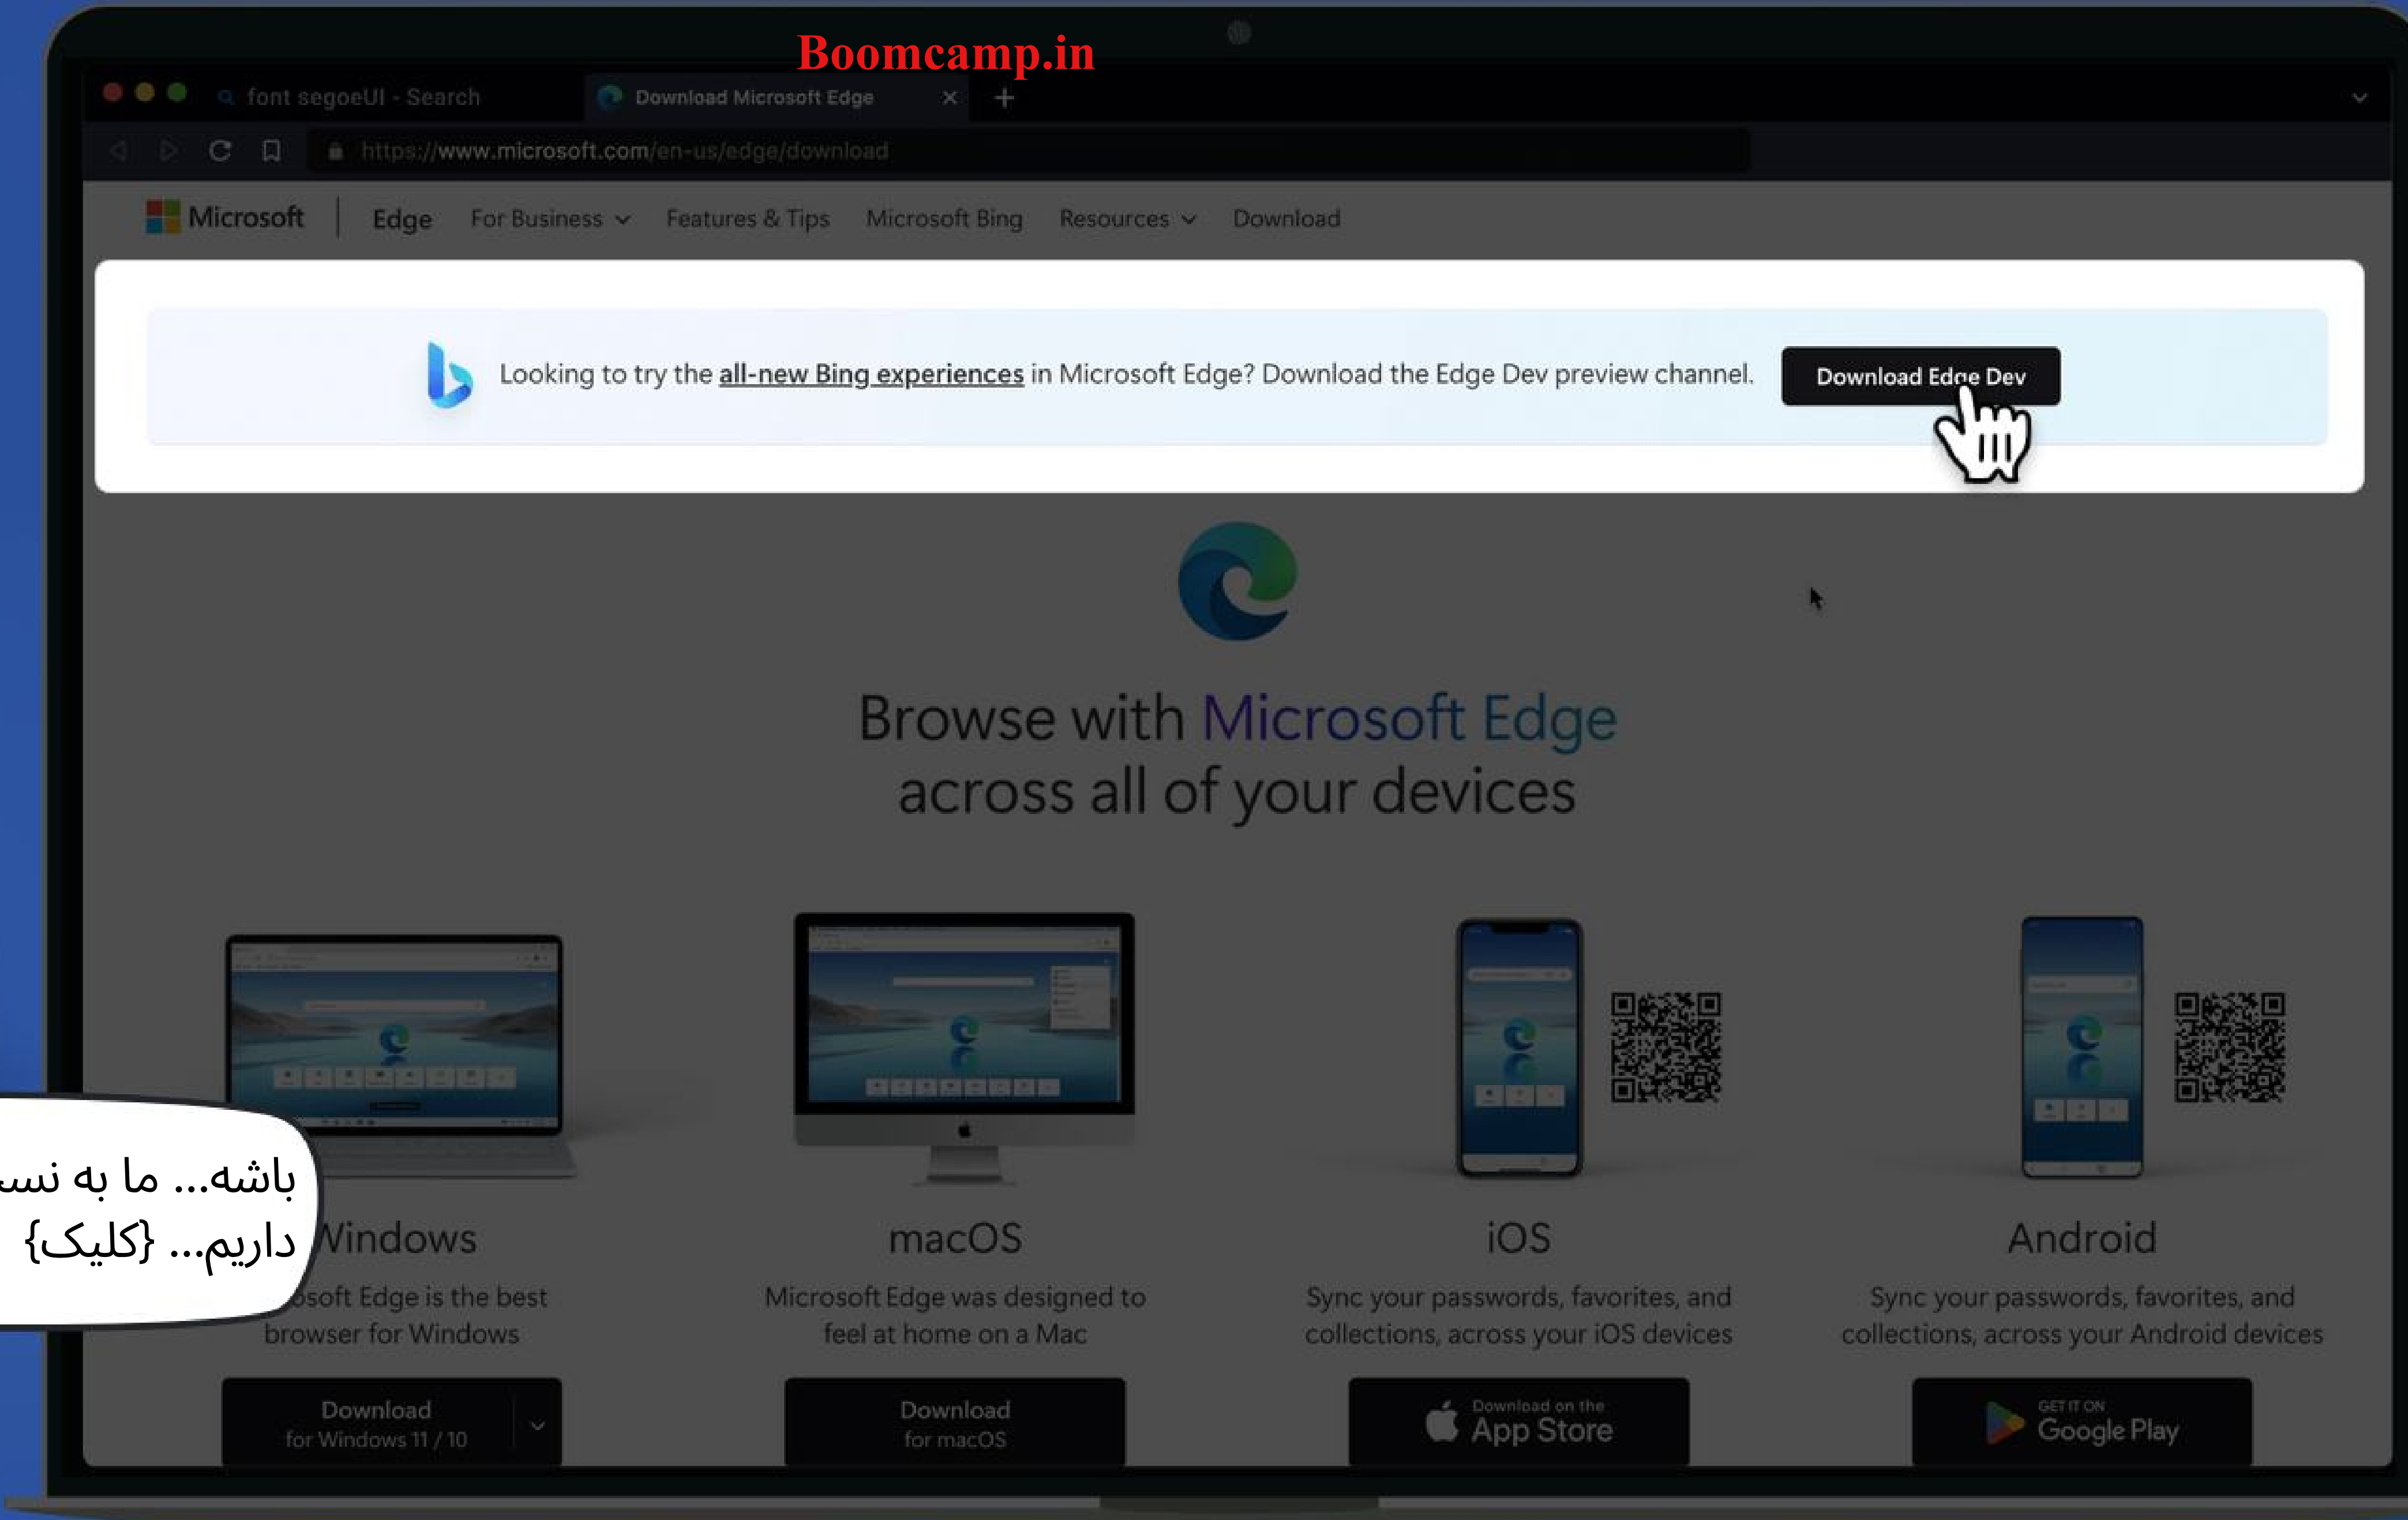 Boomcamp.in
font segoeUI - Search
Download Microsoft Edge
https://www.microsoft.com/en-us/edge/download
Microsoft
Edge
For Business
Features & Tips
Microsoft Bing
Resources
Download
Looking to try the all-new Bing experiences in Microsoft Edge? Download the Edge Dev preview channel.
Download Edge Dev
Browse with Microsoft Edge
across all of your devices
باشه... ما به
داریم... {کلیک}
macOS
Microsoft Edge was designed to
feel at home on a Mac
Download
for macOS
iOS
Sync your passwords, favorites, and
collections, across your iOS devices
Download on the
App Store
Android
Sync your passwords, favorites, and
collections, across your Android devices
GET IT ON
Google Play
Windows
Edge is the best
browser for Windows
Download
for Windows 11 / 10